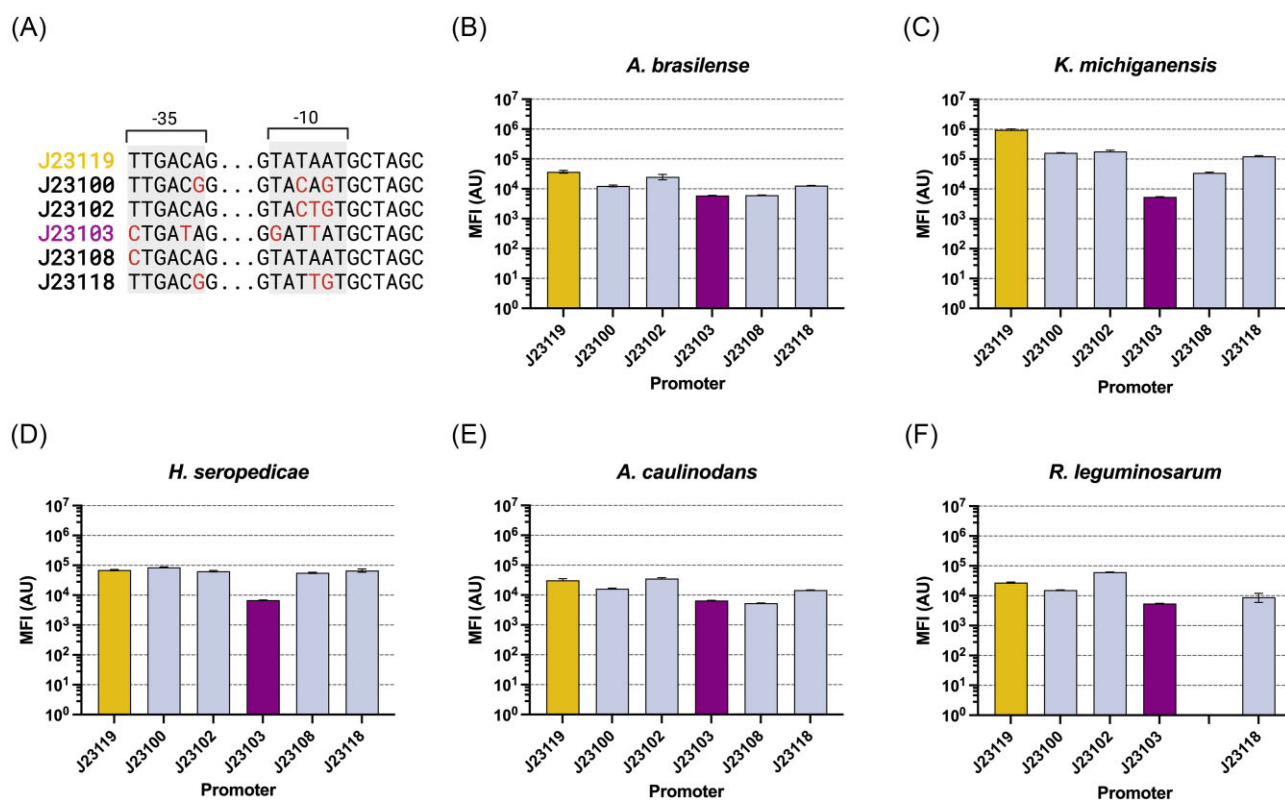 (A)
-35 -10
J23119 TTGACAG...GTATAATGCTAGC
J23100 TTGACGG...GTACAGTGCTAGC
J23102 TTGACAG...GTACTGTGCTAGC
J23103 CTGATAG...GATTATGCTAGC
J23108 CTGACAG...GTATAATGCTAGC
J23118 TTGACGG...GTATTGTGCTAGC
(B)
A. brasilense
MFI (AU)
10⁷
10⁶
10⁵
10⁴
10³
10²
10¹
10⁰
J23119 J23100 J23102 J23103 J23108 J23118
Promoter
(C)
K. michiganensis
MFI (AU)
10⁷
10⁶
10⁵
10⁴
10³
10²
10¹
10⁰
J23119 J23100 J23102 J23103 J23108 J23118
Promoter
(D)
H. seropedicae
MFI (AU)
10⁷
10⁶
10⁵
10⁴
10³
10²
10¹
10⁰
J23119 J23100 J23102 J23103 J23108 J23118
Promoter
(E)
A. caulinodans
MFI (AU)
10⁷
10⁶
10⁵
10⁴
10³
10²
10¹
10⁰
J23119 J23100 J23102 J23103 J23108 J23118
Promoter
(F)
R. leguminosarum
MFI (AU)
10⁷
10⁶
10⁵
10⁴
10³
10²
10¹
10⁰
J23119 J23100 J23102 J23103 J23118
Promoter